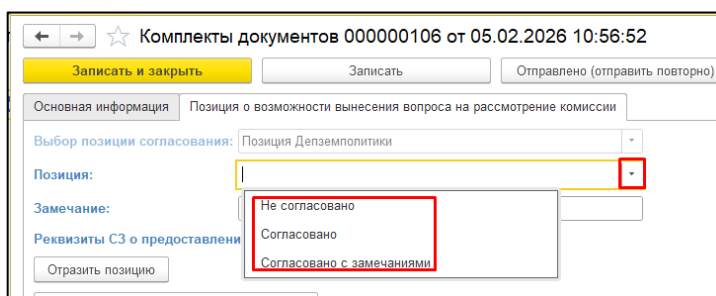 Комплекты документов 000000106 от 05.02.2026 10:56:52
Записать и закрыть Записать Отправлено (отправить повторно)
Основная информация Позиция о возможности вынесения вопроса на рассмотрение комиссии
Выбор позиции согласования: Позиция Депземполитики
Позиция:
Не согласовано
Замечание:
Согласовано
Реквизиты СЗ о предоставлени
Согласовано с замечаниями
Отразить позицию